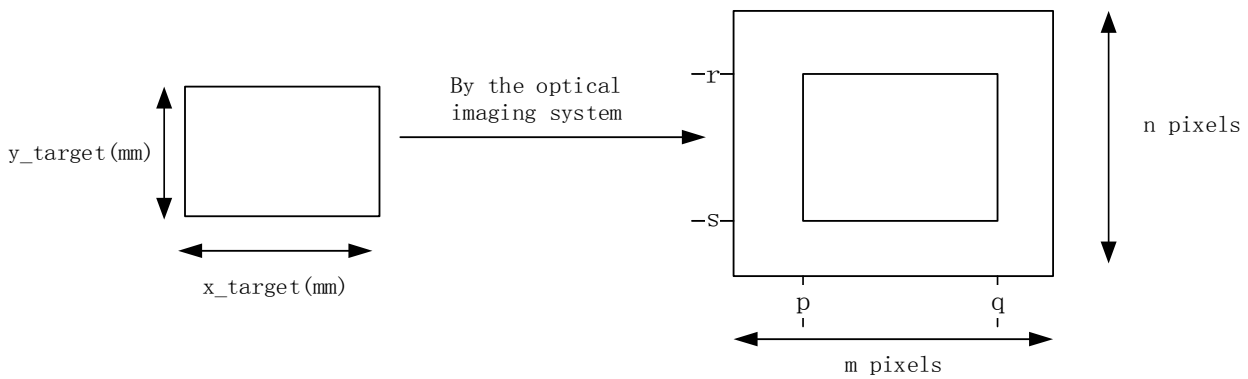 y_target(mm)
x_target(mm)
By the optical
imaging system
r
s
p
q
n pixels
m pixels